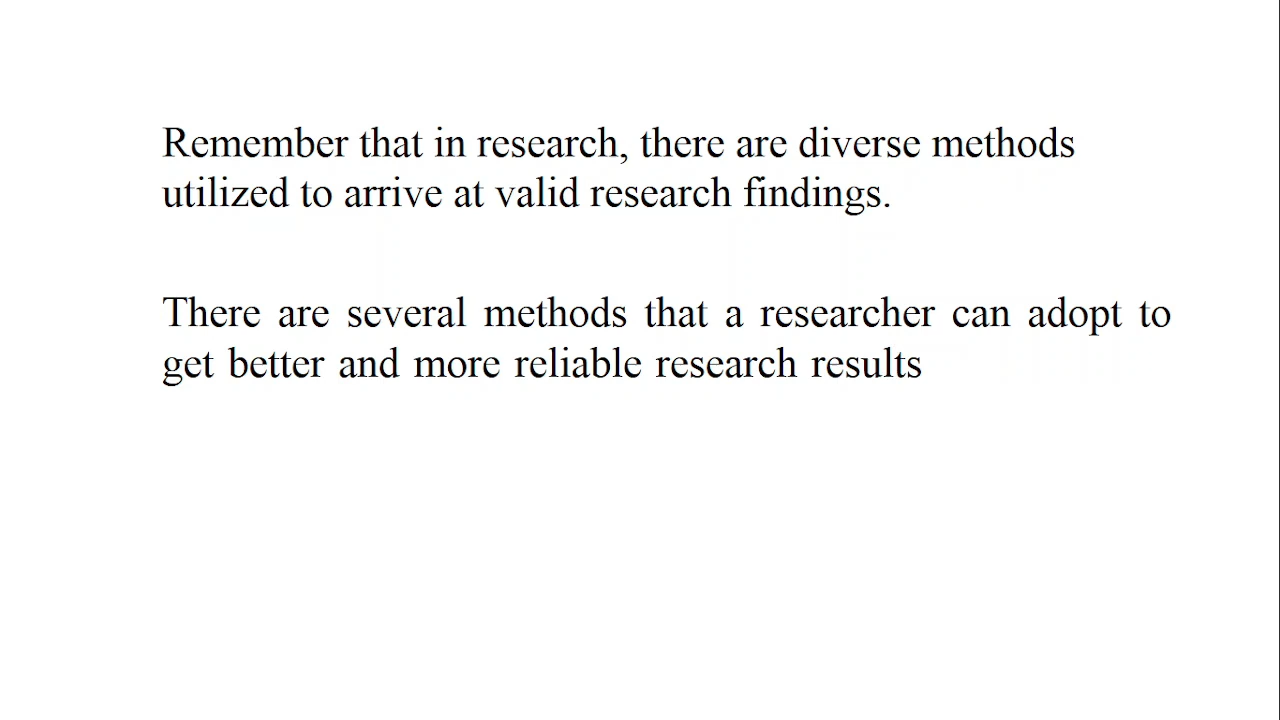 Remember that in research, there are diverse methods
utilized to arrive at valid research findings.
There are several methods that a researcher can adopt to
get better and more reliable research results